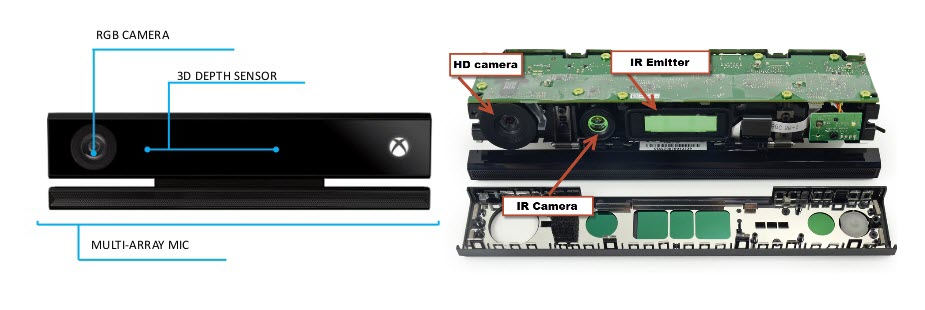 RGB CAMERA
3D DEPTH SENSOR
MULTI-ARRAY MIC
HD camera
IR Emitter
IR Camera